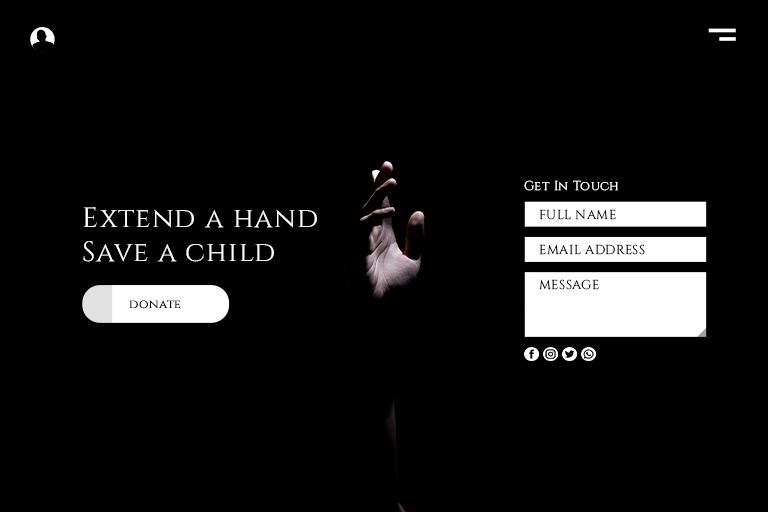 Extend a hand
Save a child
DONATE
Get In Touch
FULL NAME
EMAIL ADDRESS
MESSAGE